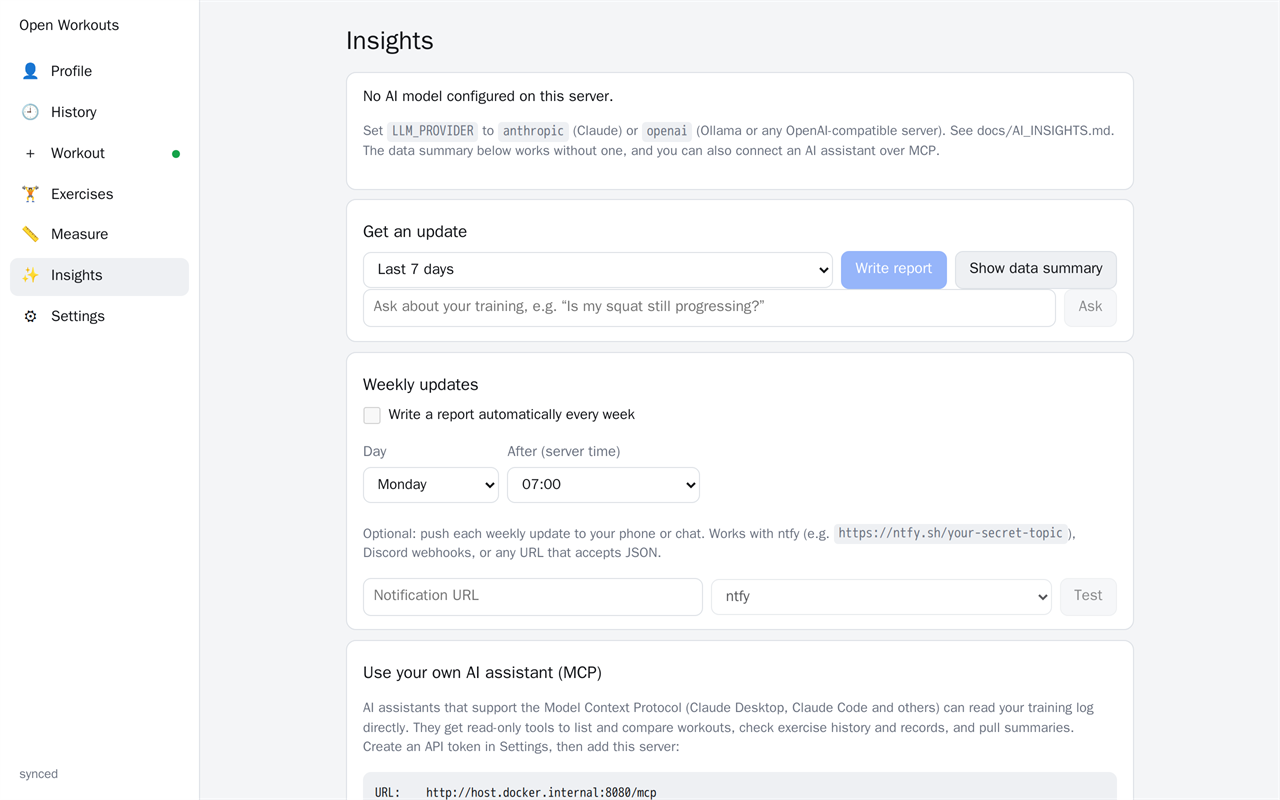 Open Workouts
Profile
History
+ Workout
Exercises
Measure
Insights
Settings
synced
Insights
No AI model configured on this server.
Set LLM_PROVIDER to anthropic (Claude) or openai (Ollama or any OpenAI-compatible server). See docs/AI_INSIGHTS.md.
The data summary below works without one, and you can also connect an AI assistant over MCP.
Get an update
Last 7 days Write report Show data summary
Ask about your training, e.g. “Is my squat still progressing?” Ask
Weekly updates
Write a report automatically every week
Day After (server time)
Monday 07:00
Optional: push each weekly update to your phone or chat. Works with ntfy (e.g. https://ntfy.sh/your-secret-topic),
Discord webhooks, or any URL that accepts JSON.
Notification URL ntfy Test
Use your own AI assistant (MCP)
AI assistants that support the Model Context Protocol (Claude Desktop, Claude Code and others) can read your training log
directly. They get read-only tools to list and compare workouts, check exercise history and records, and pull summaries.
Create an API token in Settings, then add this server:
URL: http://host.docker.internal:8080/mcp